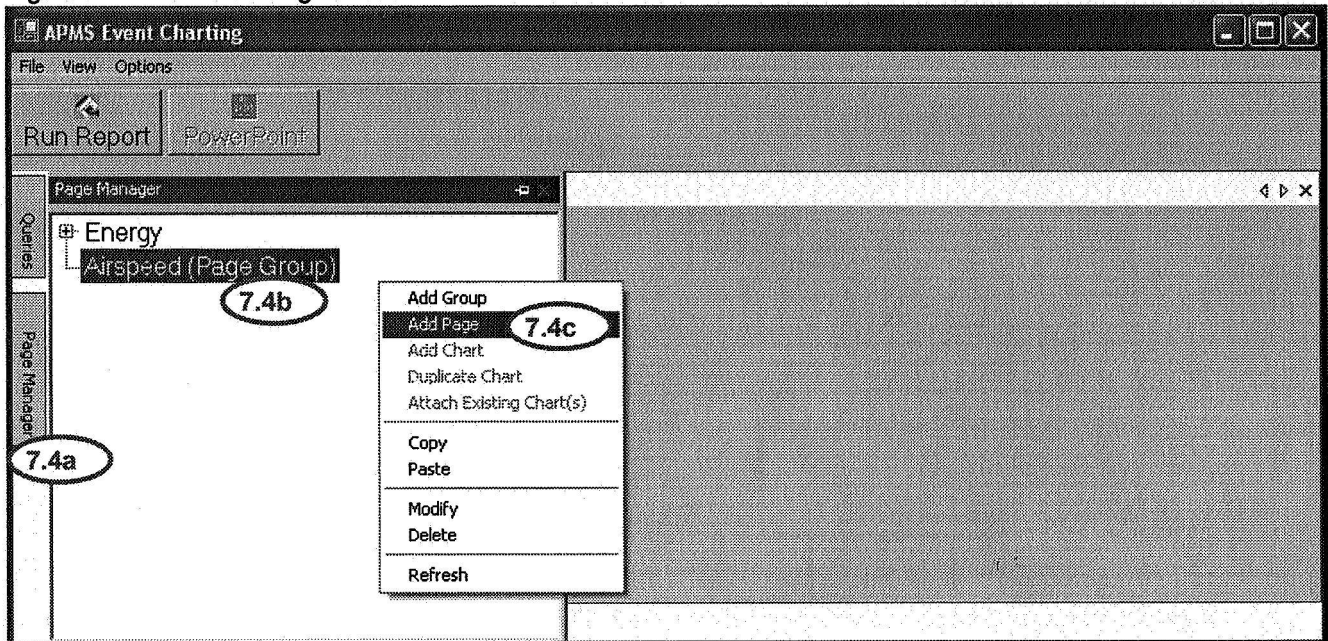 APMS Event Charting
File View Options
Run Report PowerPoint
Page Manager
Queries
Energy
Airspeed (Page Group)
7.4b
Add Group
Add Page 7.4c
Add Chart
Duplicate Chart
Attach Existing Chart(s)
Page Manager
Copy
7.4a
Paste
Modify
Delete
Refresh